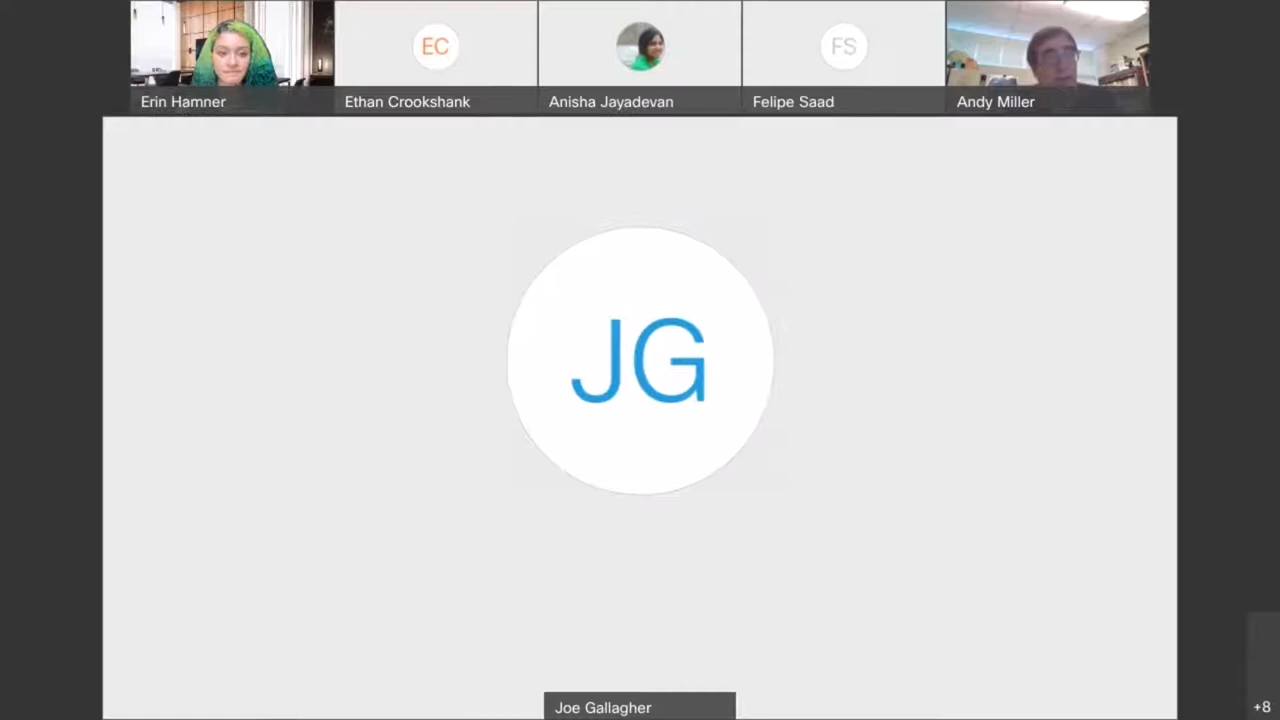 EC
FS
Erin Hamner
Ethan Crookshank
Anisha Jayadevan
Felipe Saad
Andy Miller
JG
Joe Gallagher
+8